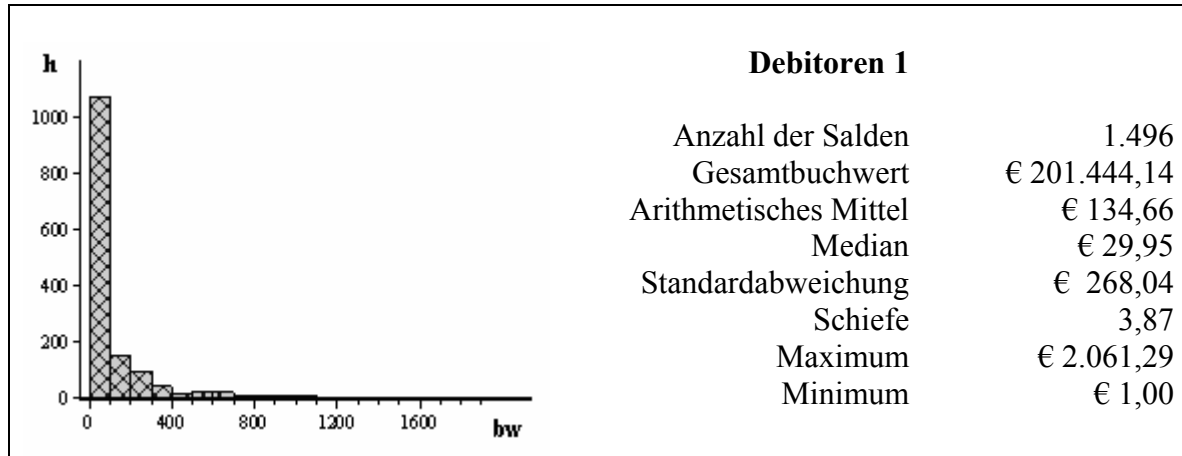 h
1000
800
600
400
200
0
0 400 800 1200 1600 bw
Debitoren 1
Anzahl der Salden 1.496
Gesamtbuchwert € 201.444,14
Arithmetisches Mittel € 134,66
Median € 29,95
Standardabweichung € 268,04
Schiefe 3,87
Maximum € 2.061,29
Minimum € 1,00